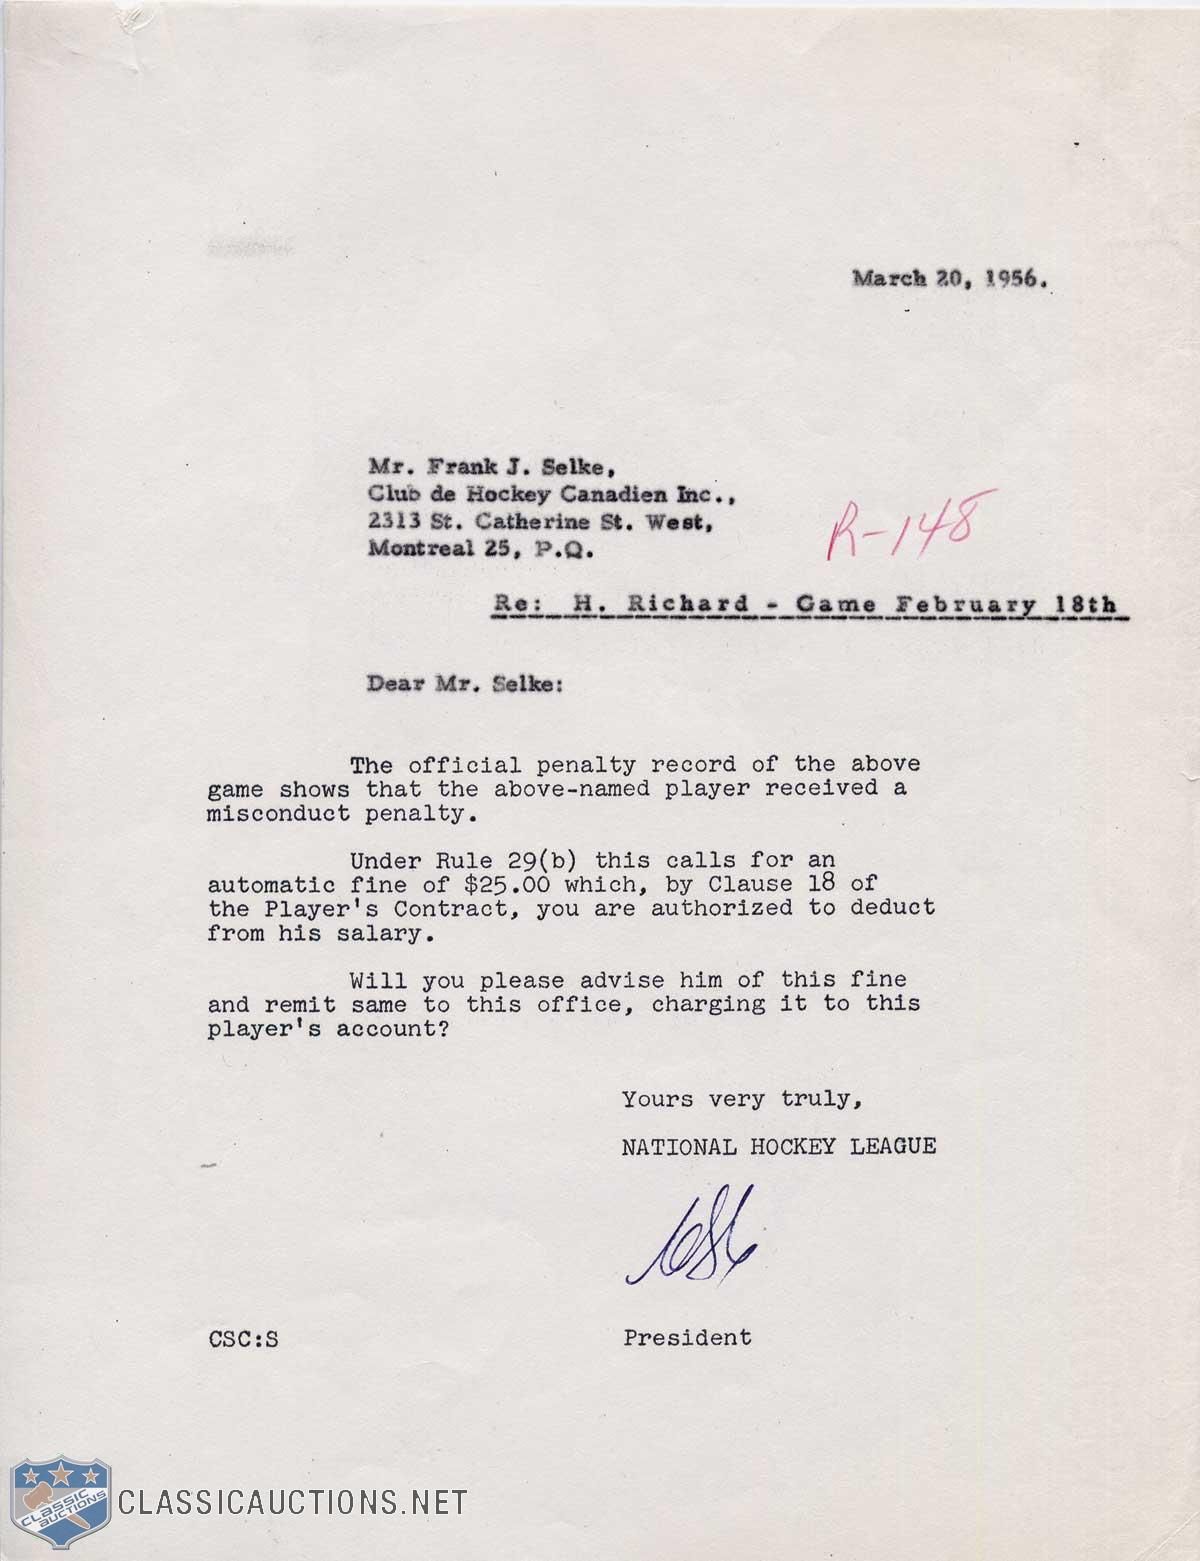 March 20, 1956.
Mr. Frank J. Selke,
Club de Hockey Canadien Inc.,
2313 St. Catherine St. West,
Montreal 25, P.Q.
R-148
Re: H. Richard - Game February 18th
Dear Mr. Selke:
The official penalty record of the above
game shows that the above-named player received a
misconduct penalty.
Under Rule 29(b) this calls for an
automatic fine of $25.00 which, by Clause 18 of
the Player's Contract, you are authorized to deduct
from his salary.
Will you please advise him of this fine
and remit same to this office, charging it to this
player's account?
Yours very truly,
NATIONAL HOCKEY LEAGUE
CSC:S President
CLASSIC AUCTIONS
CLASSICAUCTIONS.NET